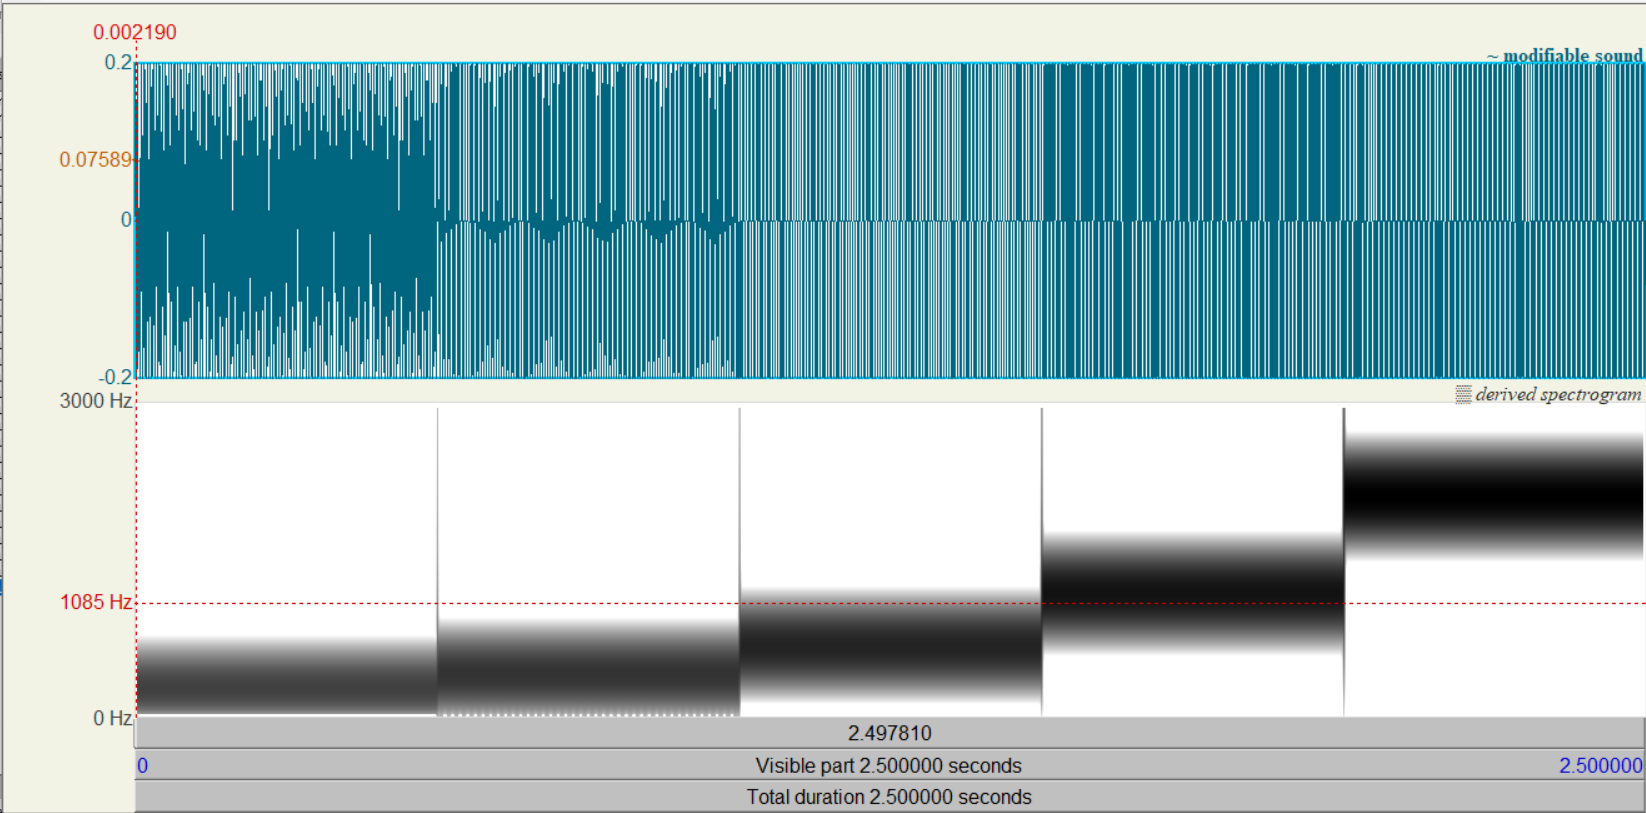 0.002190
0.2
~ modifiable sound
0.07589
0
-0.2
3000 Hz
derived spectrogram
1085 Hz
0 Hz
2.497810
0 Visible part 2.500000 seconds 2.500000
Total duration 2.500000 seconds